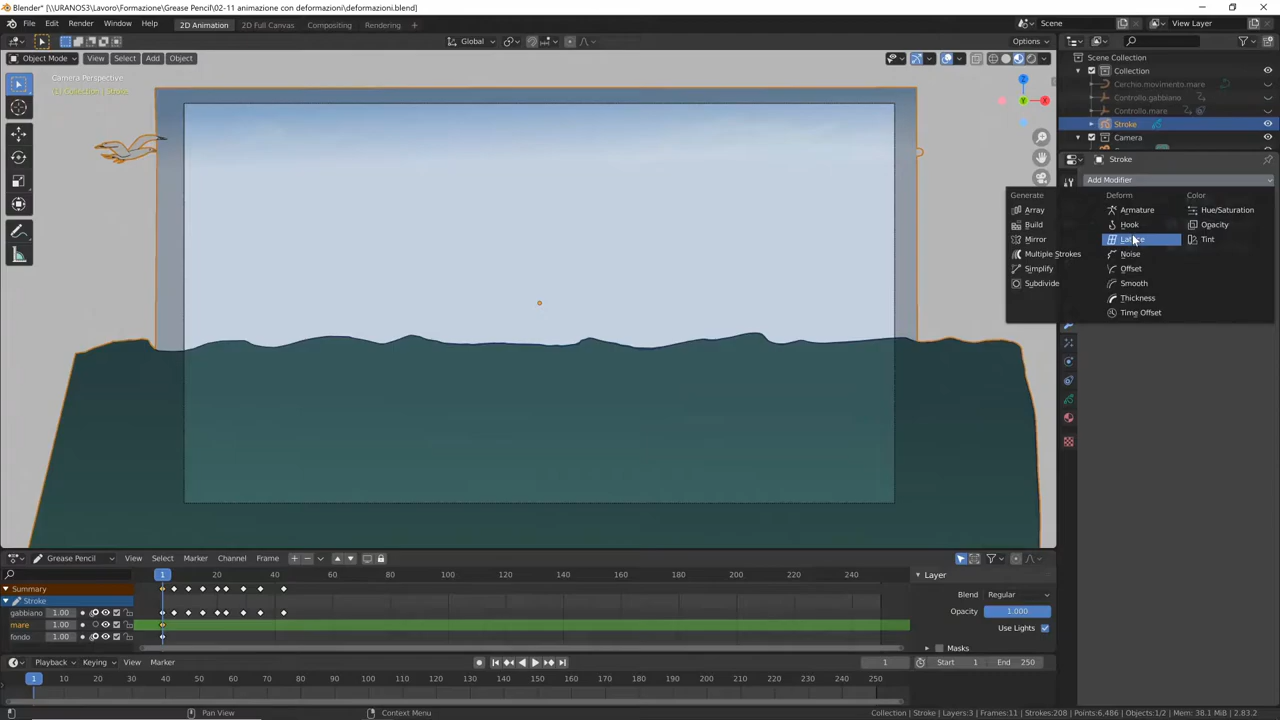 Blender* [\\URANOS3\Lavoro\Formazione\Grease Pencil\02-11 animazione con deformazioni\deformazioni.blend]
File Edit Render Window Help 2D Animation 2D Full Canvas Compositing Rendering + Scene View Layer
Global Options
Object Mode View Select Add Object
Camera Perspective
(1) Collection | Stroke
Scene Collection
Collection
Cerchio.movimento.mare
Controllo.gabbiano
Controllo.mare
Stroke
Camera
Stroke
Add Modifier
Generate Deform Color
Array Armature Hue/Saturation
Build Hook Opacity
Mirror Lattice Tint
Multiple Strokes Noise
Simplify Offset
Subdivide Smooth
Thickness
Time Offset
Z
Y X
Grease Pencil View Select Marker Channel Frame
1 20 40 60 80 100 120 140 160 180 200 220 240
Summary
Stroke
gabbiano 1.00
mare 1.00
fondo 1.00
Layer
Blend Regular
Opacity 1.000
Use Lights
Masks
Playback Keying View Marker 1 Start 1 End 250
1 10 20 30 40 50 60 70 80 90 100 110 120 130 140 150 160 170 180 190 200 210 220 230 240 250
Pan View Context Menu Collection | Stroke | Layers:3 | Frames:11 | Strokes:208 | Points:6,486 | Objects:1/2 | Mem: 38.1 MiB | 2.83.2